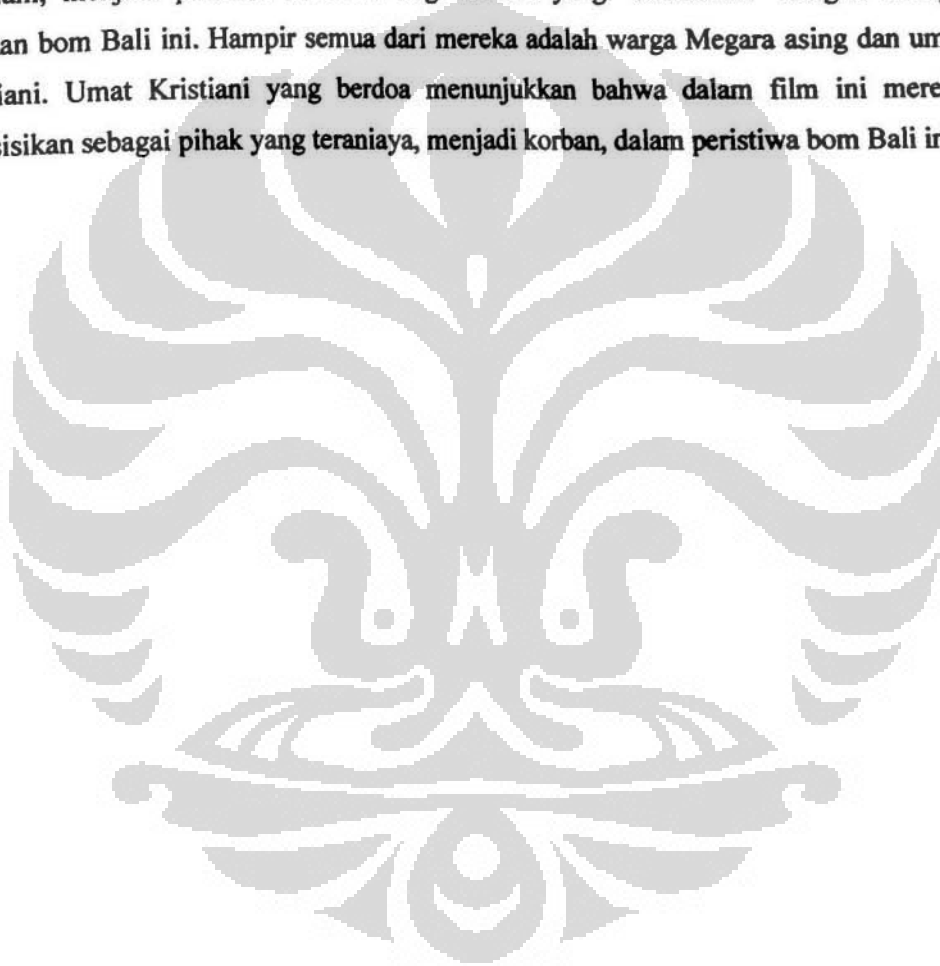 an bom Bali ini. Hampir semua dari mereka adalah warga Megara asing dan um
iani. Umat Kristiani yang berdoa menunjukkan bahwa dalam film ini mere
sisikan sebagai pihak yang teraniaya, menjadi korban, dalam peristiwa bom Bali in